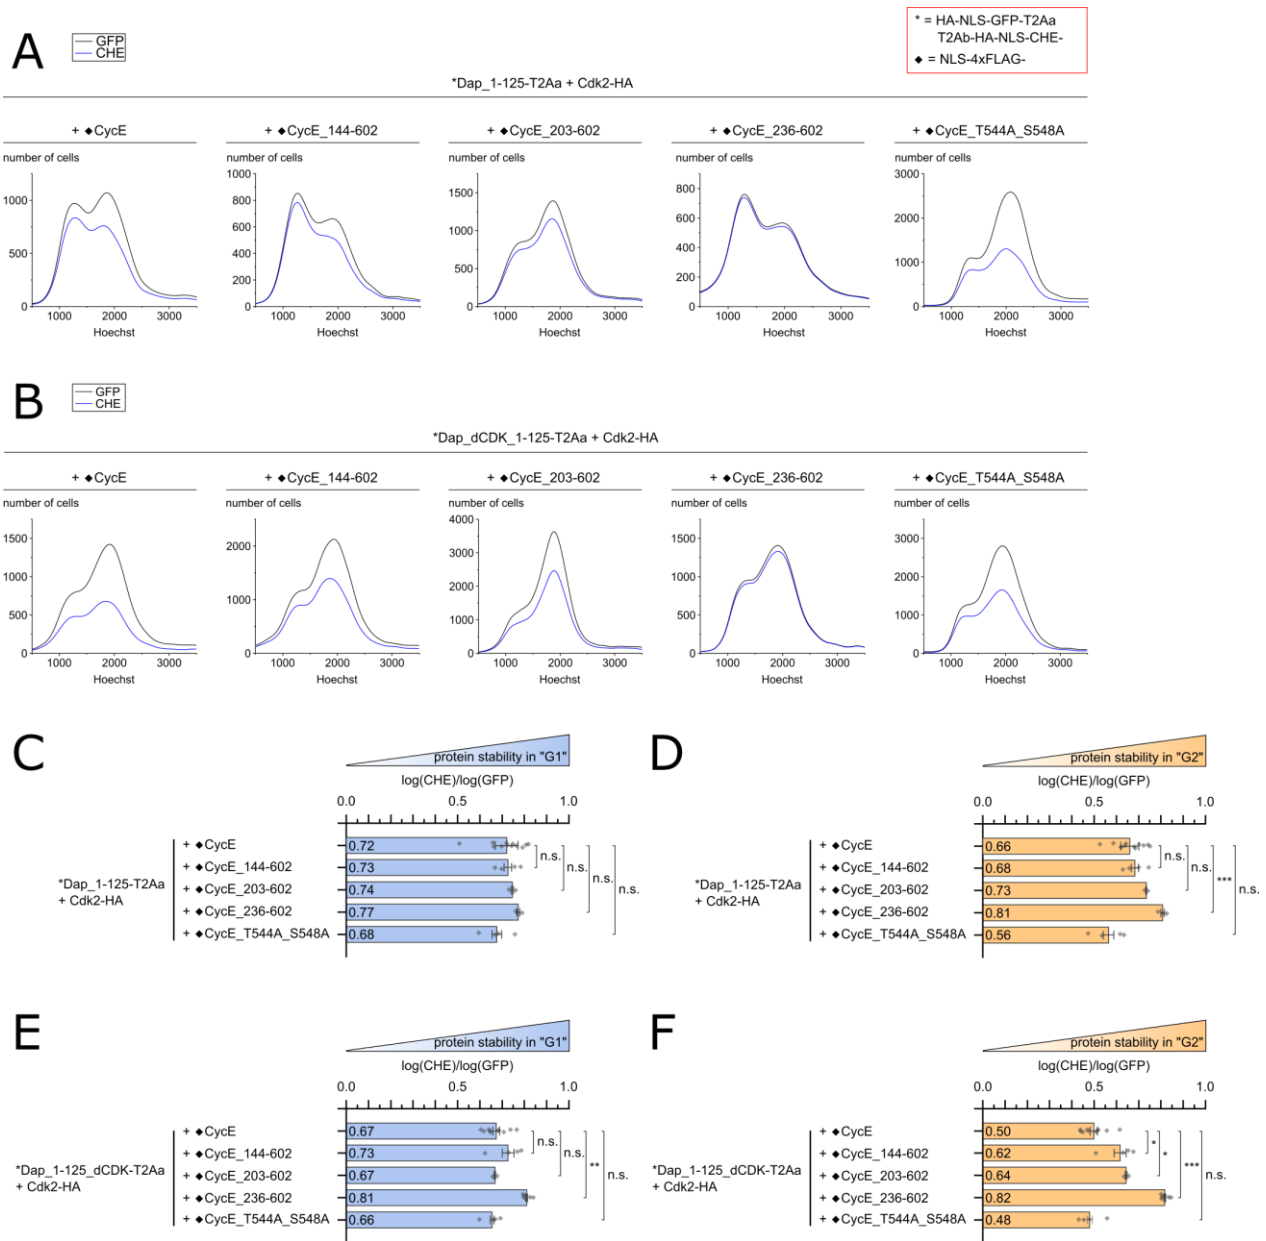 A
GFP
CHE
* = HA-NLS-GFP-T2Aa
T2Ab-HA-NLS-CHE-
◆ = NLS-4xFLAG-
*Dap_1-125-T2Aa + Cdk2-HA
+ ◆CycE
+ ◆CycE_144-602
+ ◆CycE_203-602
+ ◆CycE_236-602
+ ◆CycE_T544A_S548A
number of cells
number of cells
number of cells
number of cells
number of cells
1000
500
0
1000
800
600
400
200
0
1500
1000
500
0
800
600
400
200
0
3000
2000
1000
0
1000 2000 3000
1000 2000 3000
1000 2000 3000
1000 2000 3000
1000 2000 3000
Hoechst
Hoechst
Hoechst
Hoechst
Hoechst
B
GFP
CHE
*Dap_dCDK_1-125-T2Aa + Cdk2-HA
+ ◆CycE
+ ◆CycE_144-602
+ ◆CycE_203-602
+ ◆CycE_236-602
+ ◆CycE_T544A_S548A
number of cells
number of cells
number of cells
number of cells
number of cells
1500
1000
500
0
2000
1000
0
4000
3000
2000
1000
0
1500
1000
500
0
3000
2000
1000
0
1000 2000 3000
1000 2000 3000
1000 2000 3000
1000 2000 3000
1000 2000 3000
Hoechst
Hoechst
Hoechst
Hoechst
Hoechst
C
protein stability in "G1"
log(CHE)/log(GFP)
0.0 0.5 1.0
*Dap_1-125-T2Aa
+ Cdk2-HA
+ ◆CycE 0.72
+ ◆CycE_144-602 0.73
+ ◆CycE_203-602 0.74
+ ◆CycE_236-602 0.77
+ ◆CycE_T544A_S548A 0.68
n.s.
n.s.
n.s.
n.s.
D
protein stability in "G2"
log(CHE)/log(GFP)
0.0 0.5 1.0
*Dap_1-125-T2Aa
+ Cdk2-HA
+ ◆CycE 0.66
+ ◆CycE_144-602 0.68
+ ◆CycE_203-602 0.73
+ ◆CycE_236-602 0.81
+ ◆CycE_T544A_S548A 0.56
n.s.
n.s.
***
n.s.
E
protein stability in "G1"
log(CHE)/log(GFP)
0.0 0.5 1.0
*Dap_1-125_dCDK-T2Aa
+ Cdk2-HA
+ ◆CycE 0.67
+ ◆CycE_144-602 0.73
+ ◆CycE_203-602 0.67
+ ◆CycE_236-602 0.81
+ ◆CycE_T544A_S548A 0.66
n.s.
n.s.
**
n.s.
F
protein stability in "G2"
log(CHE)/log(GFP)
0.0 0.5 1.0
*Dap_1-125_dCDK-T2Aa
+ Cdk2-HA
+ ◆CycE 0.50
+ ◆CycE_144-602 0.62
+ ◆CycE_203-602 0.64
+ ◆CycE_236-602 0.82
+ ◆CycE_T544A_S548A 0.48
*
*
***
n.s.